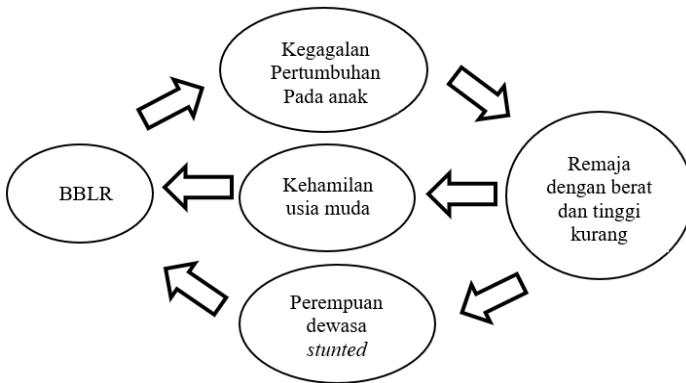 Kegagalan
Pertumbuhan
Pada anak
BBLR
Kehamilan
usia muda
Remaja
dengan berat
dan tinggi
kurang
Perempuan
dewasa
stunted